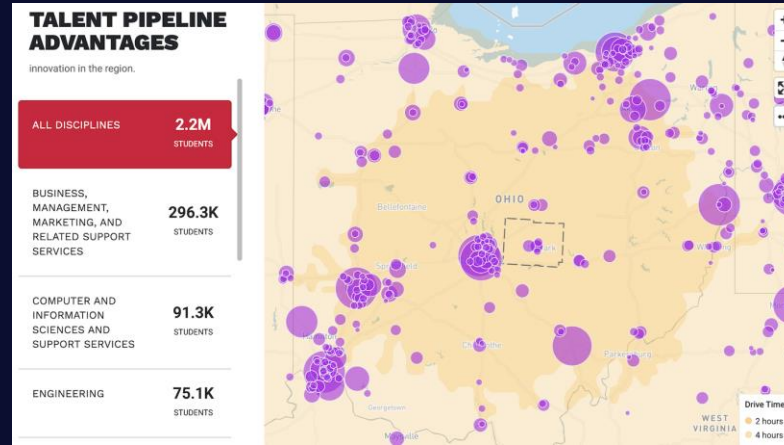 TALENT PIPELINE
ADVANTAGES
innovation in the region.
ALL DISCIPLINES
2.2M
STUDENTS
BUSINESS,
MANAGEMENT,
MARKETING, AND
RELATED SUPPORT
SERVICES
296.3K
STUDENTS
COMPUTER AND
INFORMATION
SCIENCES AND
SUPPORT SERVICES
91.3K
STUDENTS
ENGINEERING
75.1K
STUDENTS
OHIO
Bellefontaine
Georgetown
Parkersburg
WEST
VIRGINIA
Drive Time
2 hours
4 hours